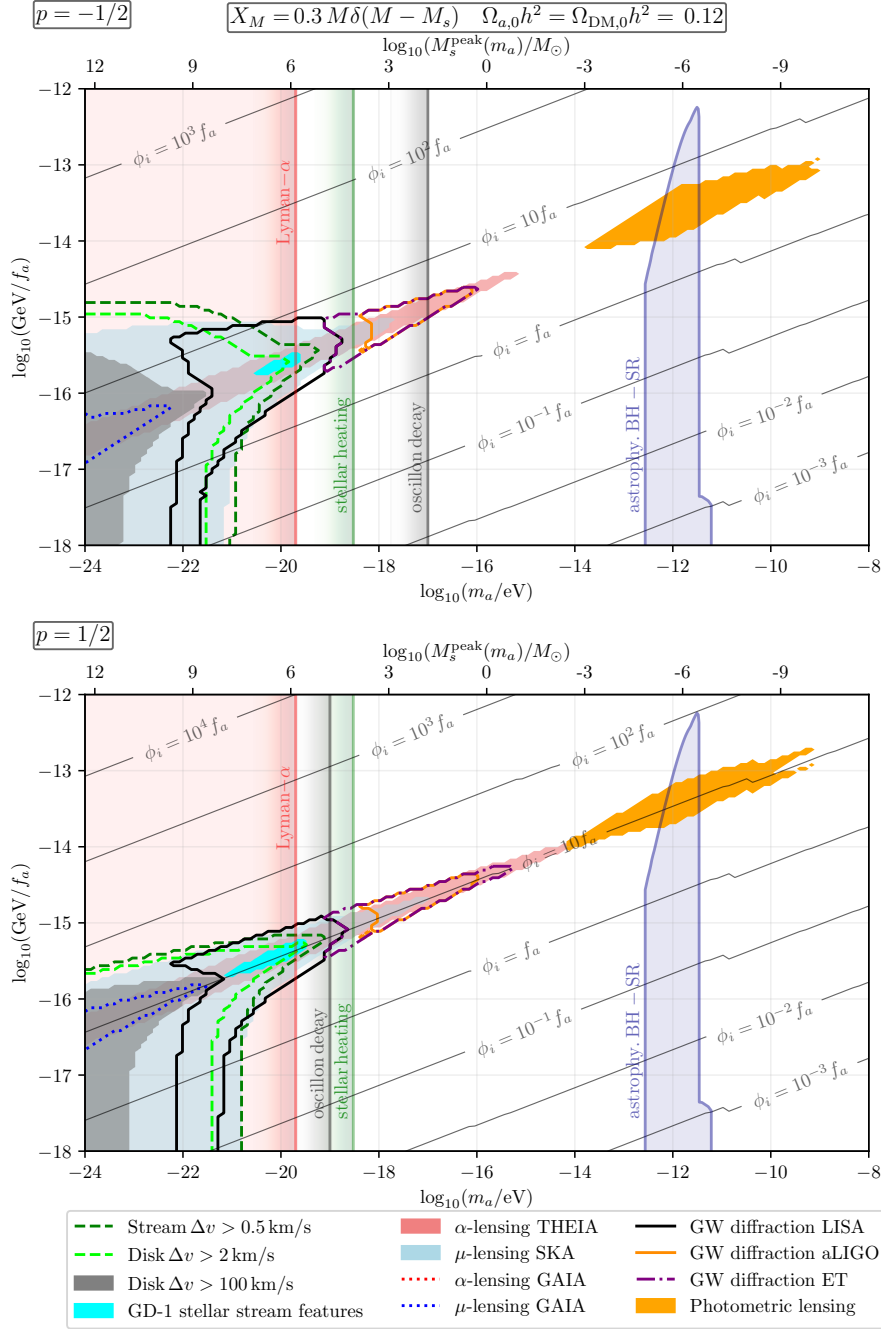 p = −1/2
X_M = 0.3 Mδ(M − M_s) Ω_{a,0}h² = Ω_{DM,0}h² = 0.12
log₁₀(M_s^{peak}(m_a)/M_⊙)
12 9 6 3 0 -3 -6 -9
−12
−13
−14
−15
−16
−17
−18
log₁₀(GeV/f_a)
ϕ_i = 10³ f_a
ϕ_i = 10² f_a
ϕ_i = 10 f_a
ϕ_i = f_a
ϕ_i = 10⁻¹ f_a
ϕ_i = 10⁻² f_a
ϕ_i = 10⁻³ f_a
Lyman−α
stellar heating
oscillon decay
astrophy. BH − SR
−24 −22 −20 −18 −16 −14 −12 −10 −8
log₁₀(m_a/eV)
p = 1/2
log₁₀(M_s^{peak}(m_a)/M_⊙)
12 9 6 3 0 -3 -6 -9
−12
−13
−14
−15
−16
−17
−18
log₁₀(GeV/f_a)
ϕ_i = 10⁴ f_a
ϕ_i = 10³ f_a
ϕ_i = 10² f_a
ϕ_i = 10 f_a
ϕ_i = f_a
ϕ_i = 10⁻¹ f_a
ϕ_i = 10⁻² f_a
ϕ_i = 10⁻³ f_a
Lyman−α
oscillon decay
stellar heating
astrophy. BH − SR
−24 −22 −20 −18 −16 −14 −12 −10 −8
log₁₀(m_a/eV)
Stream Δv > 0.5 km/s
Disk Δv > 2 km/s
Disk Δv > 100 km/s
GD-1 stellar stream features
α-lensing THEIA
μ-lensing SKA
α-lensing GAIA
μ-lensing GAIA
GW diffraction LISA
GW diffraction aLIGO
GW diffraction ET
Photometric lensing